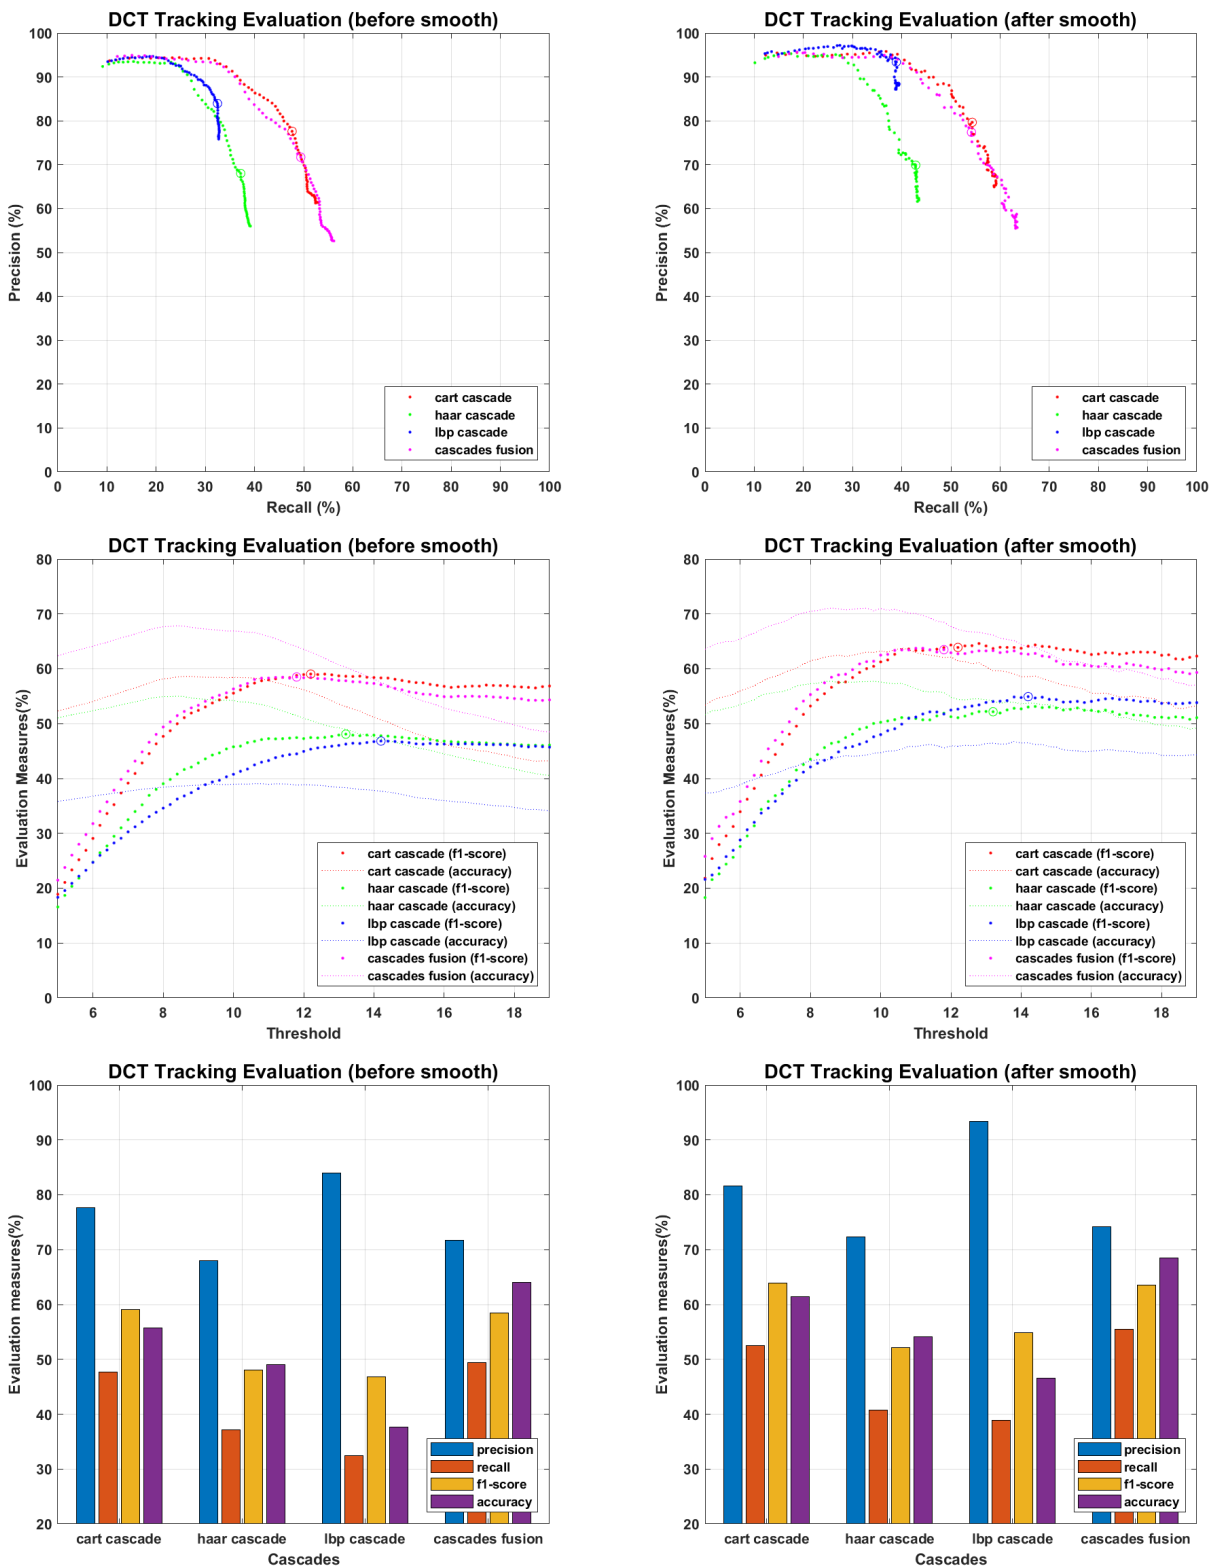 DCT Tracking Evaluation (before smooth)
100
90
80
70
60
50
40
30
20
10
0
Precision (%)
cart cascade
haar cascade
lbp cascade
cascades fusion
0 10 20 30 40 50 60 70 80 90 100
Recall (%)
DCT Tracking Evaluation (after smooth)
100
90
80
70
60
50
40
30
20
10
0
Precision (%)
cart cascade
haar cascade
lbp cascade
cascades fusion
0 10 20 30 40 50 60 70 80 90 100
Recall (%)
DCT Tracking Evaluation (before smooth)
80
70
60
50
40
30
20
10
0
Evaluation Measures(%)
cart cascade (f1-score)
cart cascade (accuracy)
haar cascade (f1-score)
haar cascade (accuracy)
lbp cascade (f1-score)
lbp cascade (accuracy)
cascades fusion (f1-score)
cascades fusion (accuracy)
6 8 10 12 14 16 18
Threshold
DCT Tracking Evaluation (after smooth)
80
70
60
50
40
30
20
10
0
Evaluation Measures(%)
cart cascade (f1-score)
cart cascade (accuracy)
haar cascade (f1-score)
haar cascade (accuracy)
lbp cascade (f1-score)
lbp cascade (accuracy)
cascades fusion (f1-score)
cascades fusion (accuracy)
6 8 10 12 14 16 18
Threshold
DCT Tracking Evaluation (before smooth)
100
90
80
70
60
50
40
30
20
Evaluation measures(%)
precision
recall
f1-score
accuracy
cart cascade haar cascade lbp cascade cascades fusion
Cascades
DCT Tracking Evaluation (after smooth)
100
90
80
70
60
50
40
30
20
Evaluation measures(%)
precision
recall
f1-score
accuracy
cart cascade haar cascade lbp cascade cascades fusion
Cascades